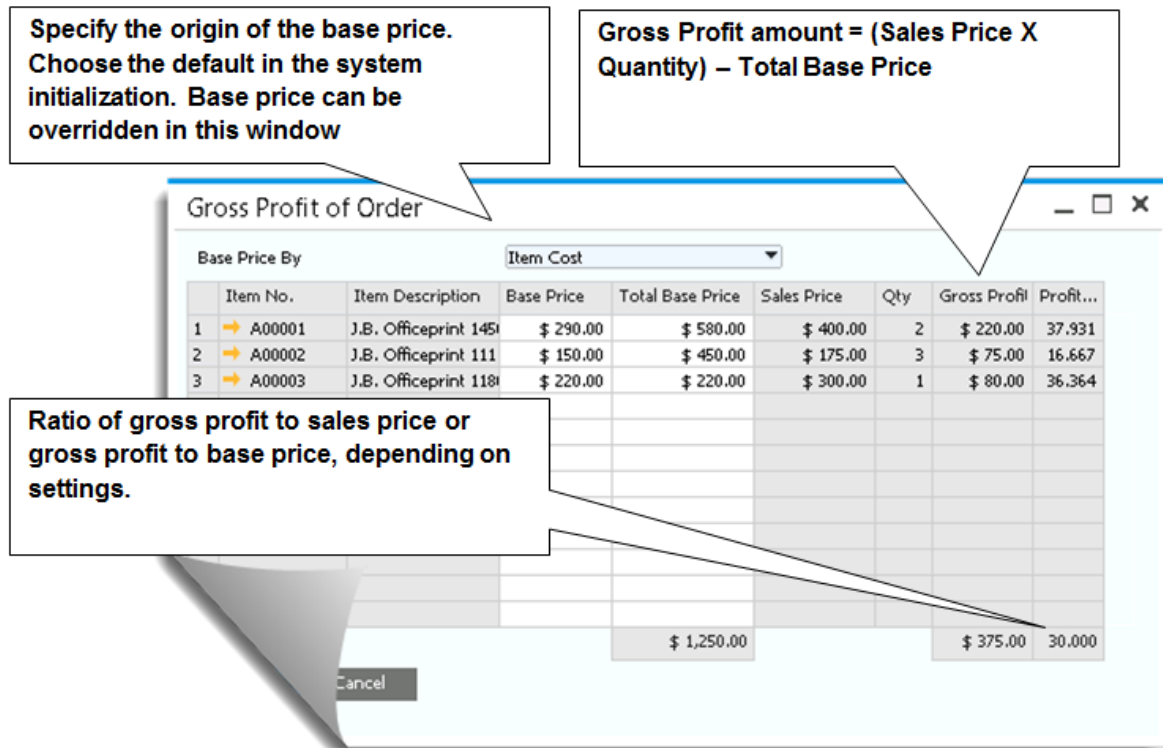 Specify the origin of the base price.
Choose the default in the system
initialization. Base price can be
overridden in this window
Gross Profit amount = (Sales Price X
Quantity) – Total Base Price
Gross Profit of Order
Base Price By Item Cost
Item No. Item Description Base Price Total Base Price Sales Price Qty Gross Profi Profit...
1 A00001 J.B. Officeprint 145 $ 290.00 $ 580.00 $ 400.00 2 $ 220.00 37.931
2 A00002 J.B. Officeprint 111 $ 150.00 $ 450.00 $ 175.00 3 $ 75.00 16.667
3 A00003 J.B. Officeprint 118 $ 220.00 $ 220.00 $ 300.00 1 $ 80.00 36.364
Ratio of gross profit to sales price or
gross profit to base price, depending on
settings.
$ 1,250.00 $ 375.00 30.000
Cancel